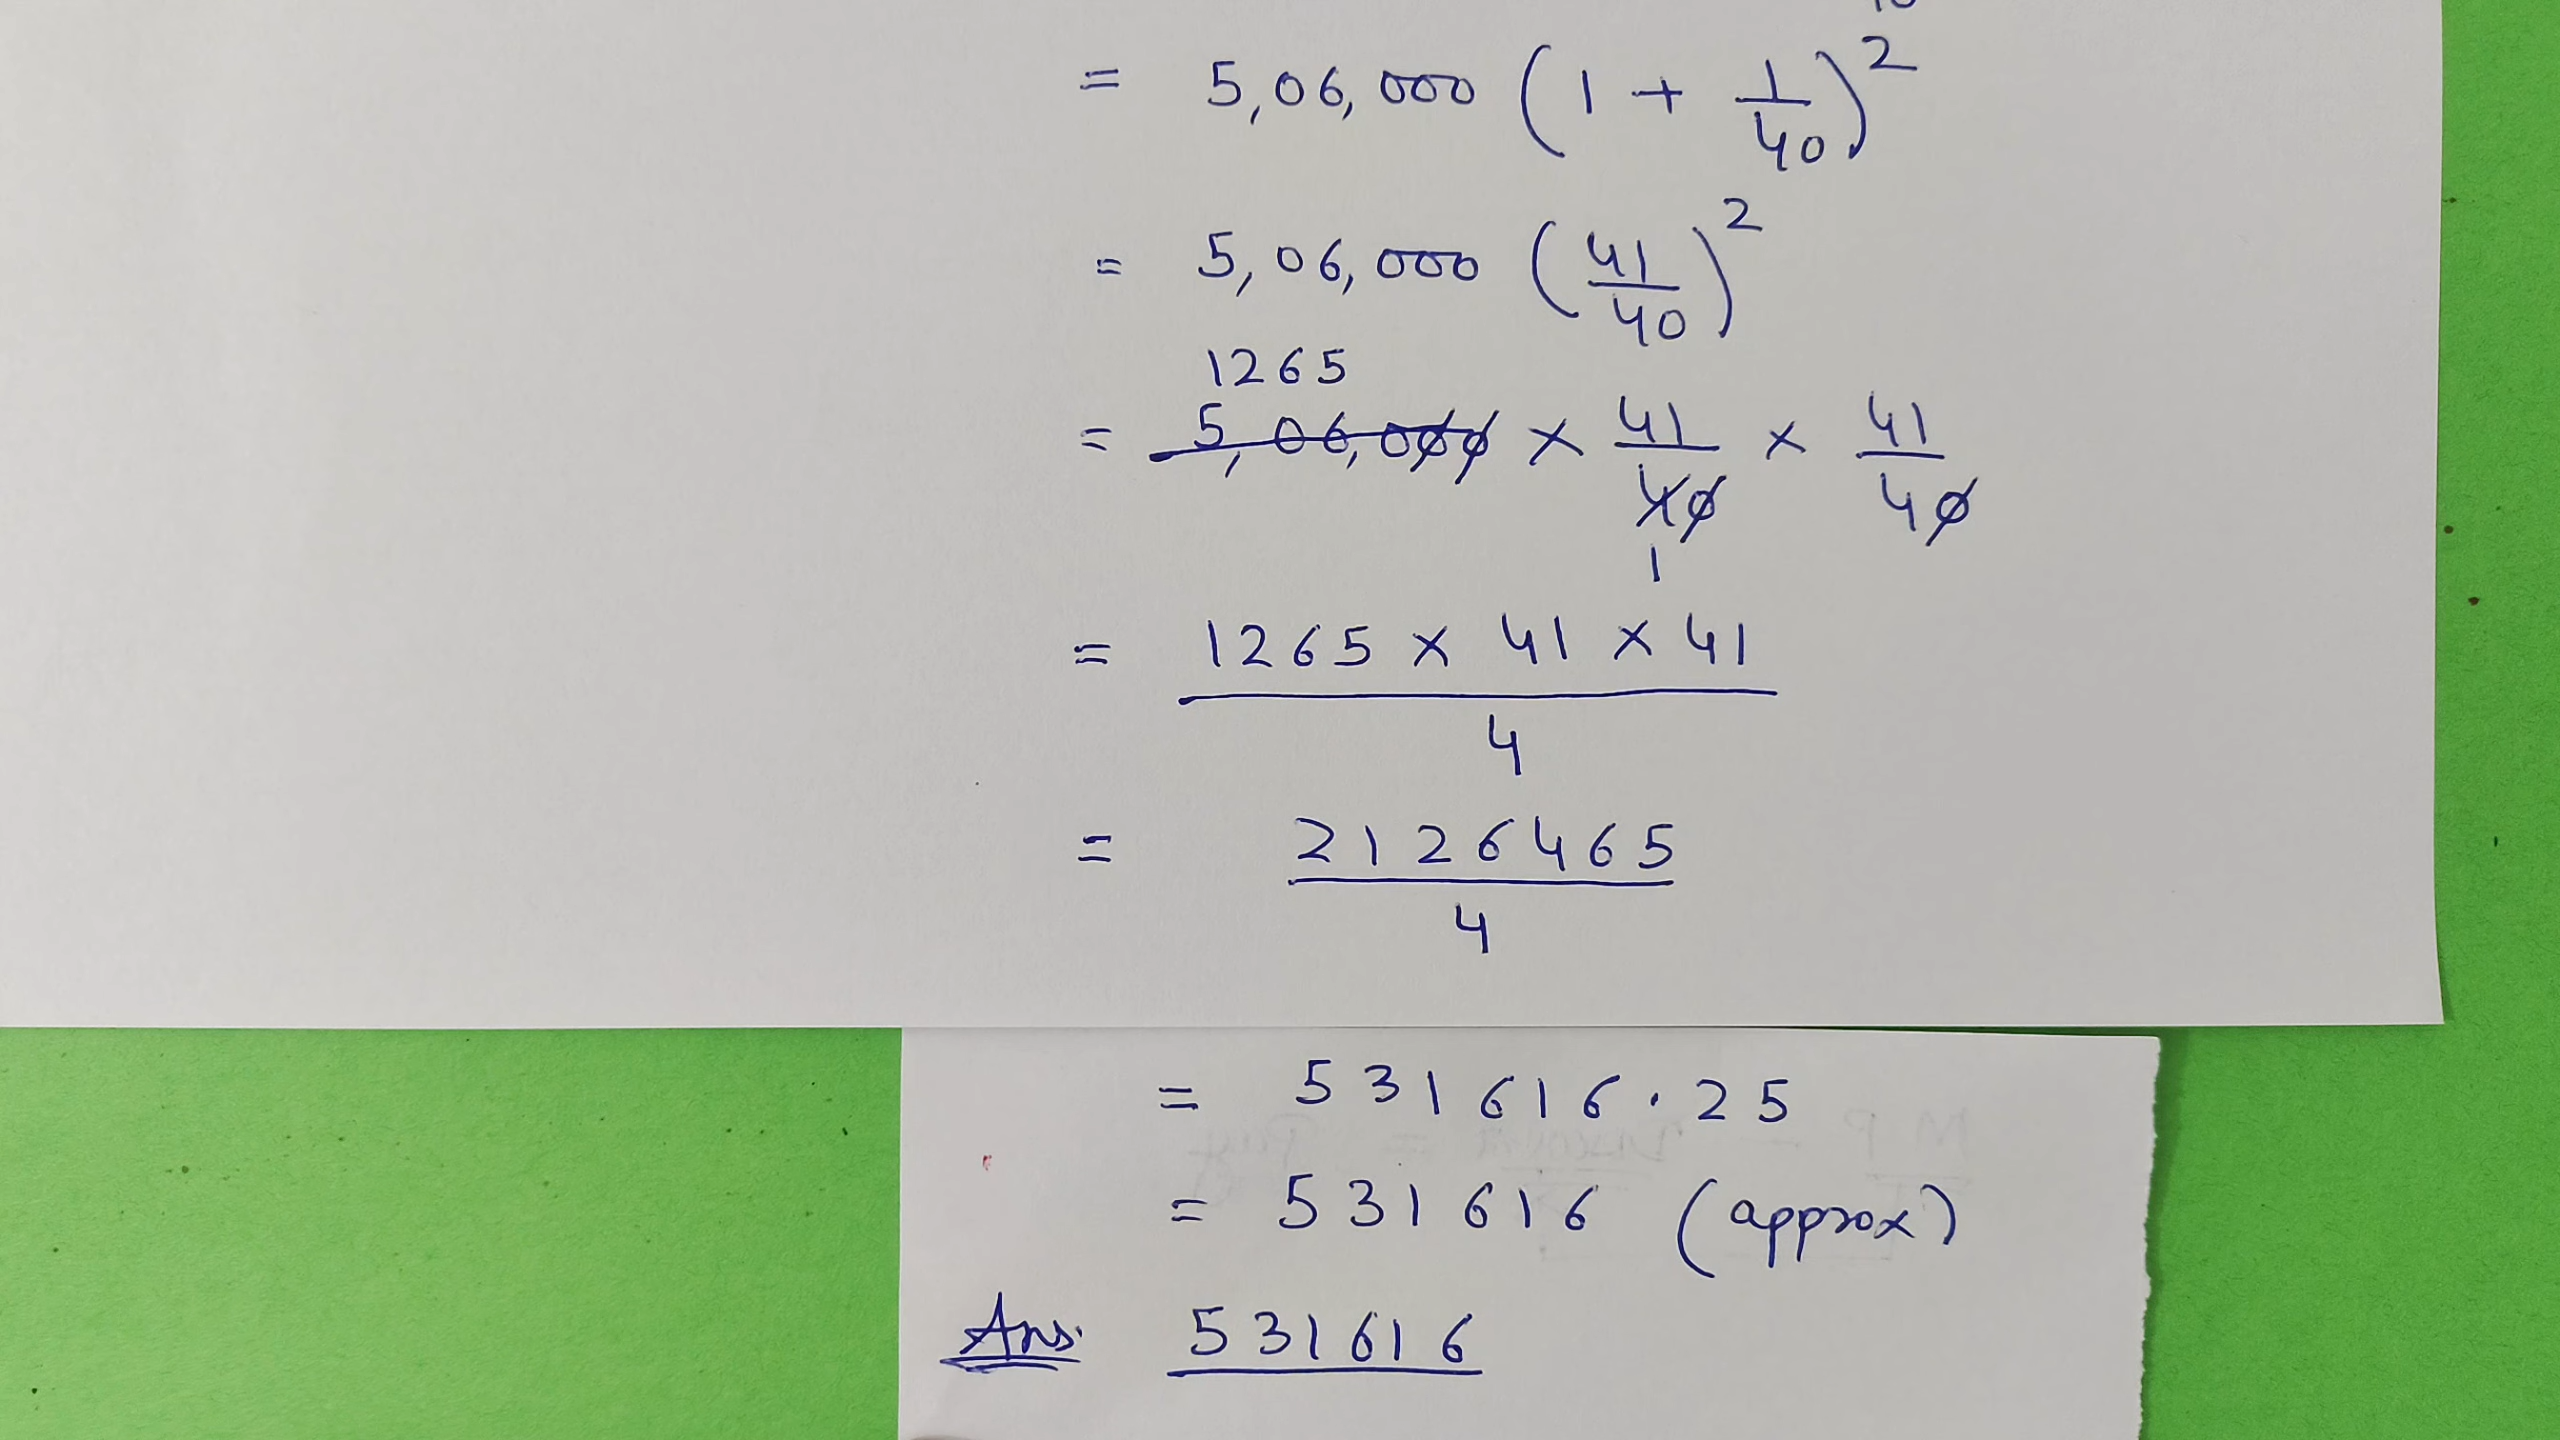 = 5,06,000 (1 + 1/40)²
= 5,06,000 (41/40)²
1265
= 5,06,000 × 41/40 × 41/40
1
= 1265 × 41 × 41
4
= 2126465
4
= 531616.25
= 531616 (approx)
Ans. 531616